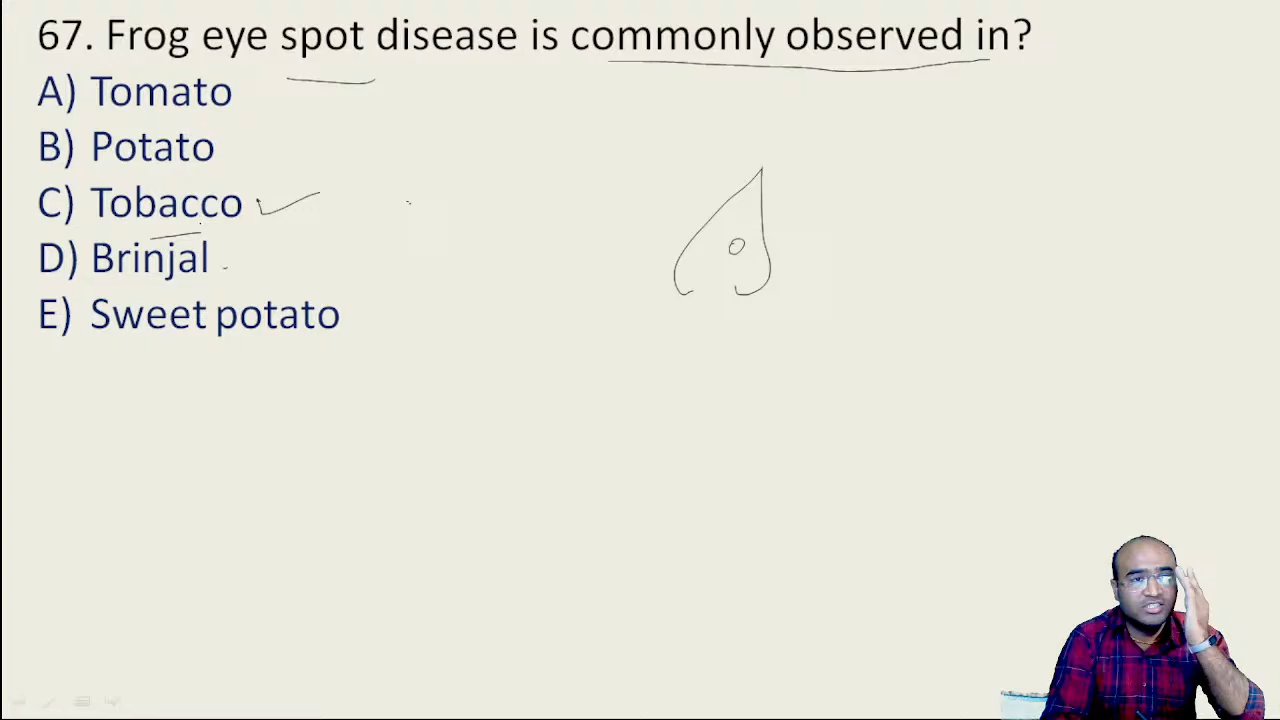 67. Frog eye spot disease is commonly observed in?
A) Tomato
B) Potato
C) Tobacco
D) Brinjal
E) Sweet potato